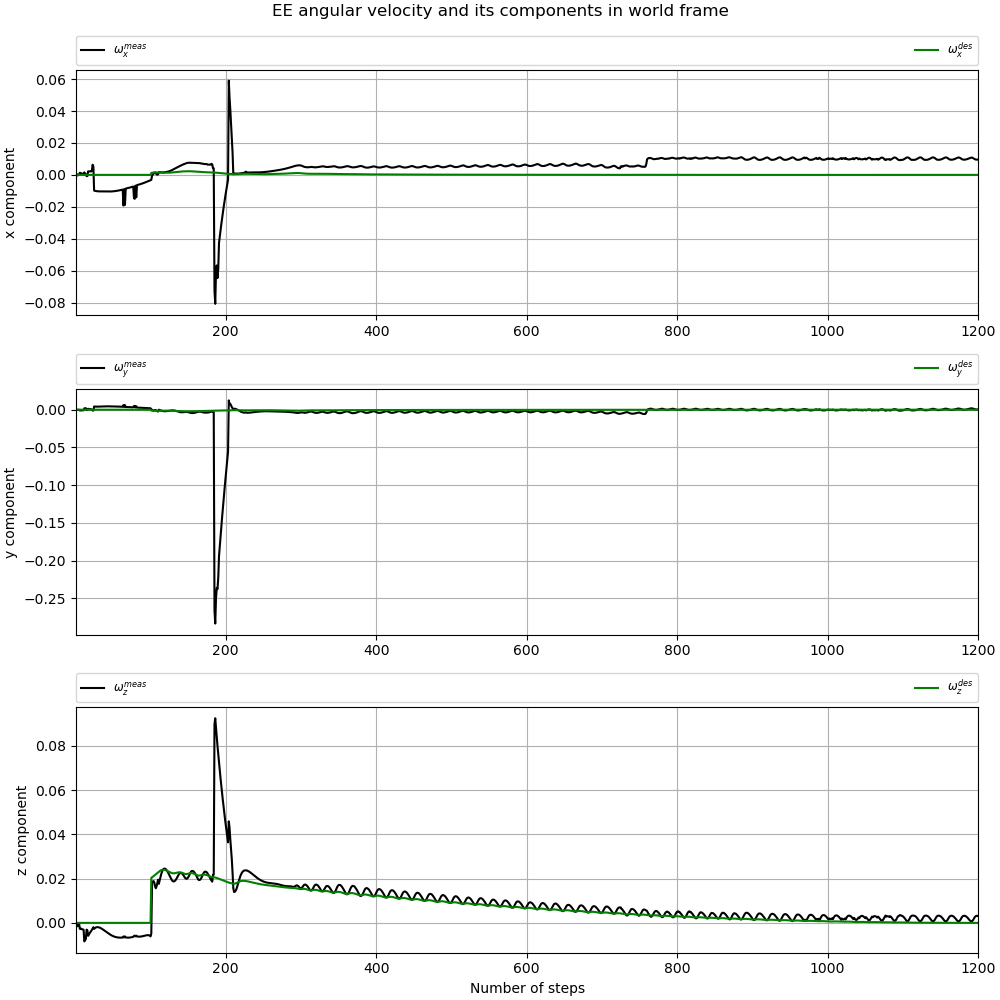 EE angular velocity and its components in world frame
ω_x^meas ω_x^des
0.06
0.04
0.02
0.00
−0.02
−0.04
−0.06
−0.08
x component
200 400 600 800 1000 1200
ω_y^meas ω_y^des
0.00
−0.05
−0.10
−0.15
−0.20
−0.25
y component
200 400 600 800 1000 1200
ω_z^meas ω_z^des
0.08
0.06
0.04
0.02
0.00
z component
200 400 600 800 1000 1200
Number of steps